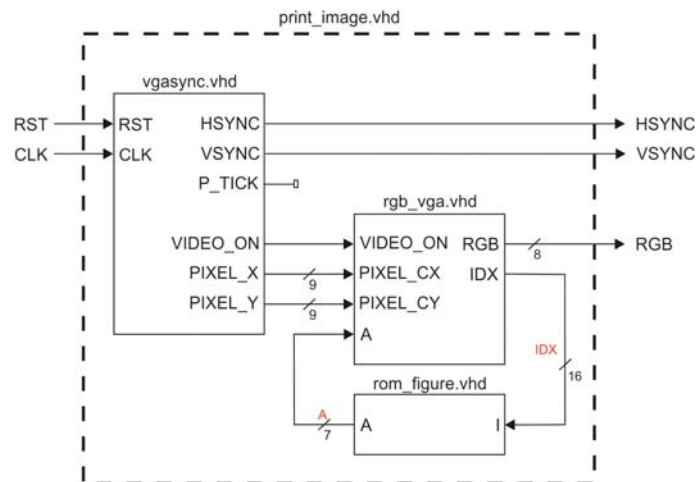 print_image.vhd
vgasync.vhd
RST RST HSYNC HSYNC
CLK CLK VSYNC VSYNC
P_TICK
rgb_vga.vhd
VIDEO_ON VIDEO_ON RGB 8 RGB
PIXEL_X 9 PIXEL_CX IDX
PIXEL_Y 9 PIXEL_CY
A
IDX
16
rom_figure.vhd
A 7 A I